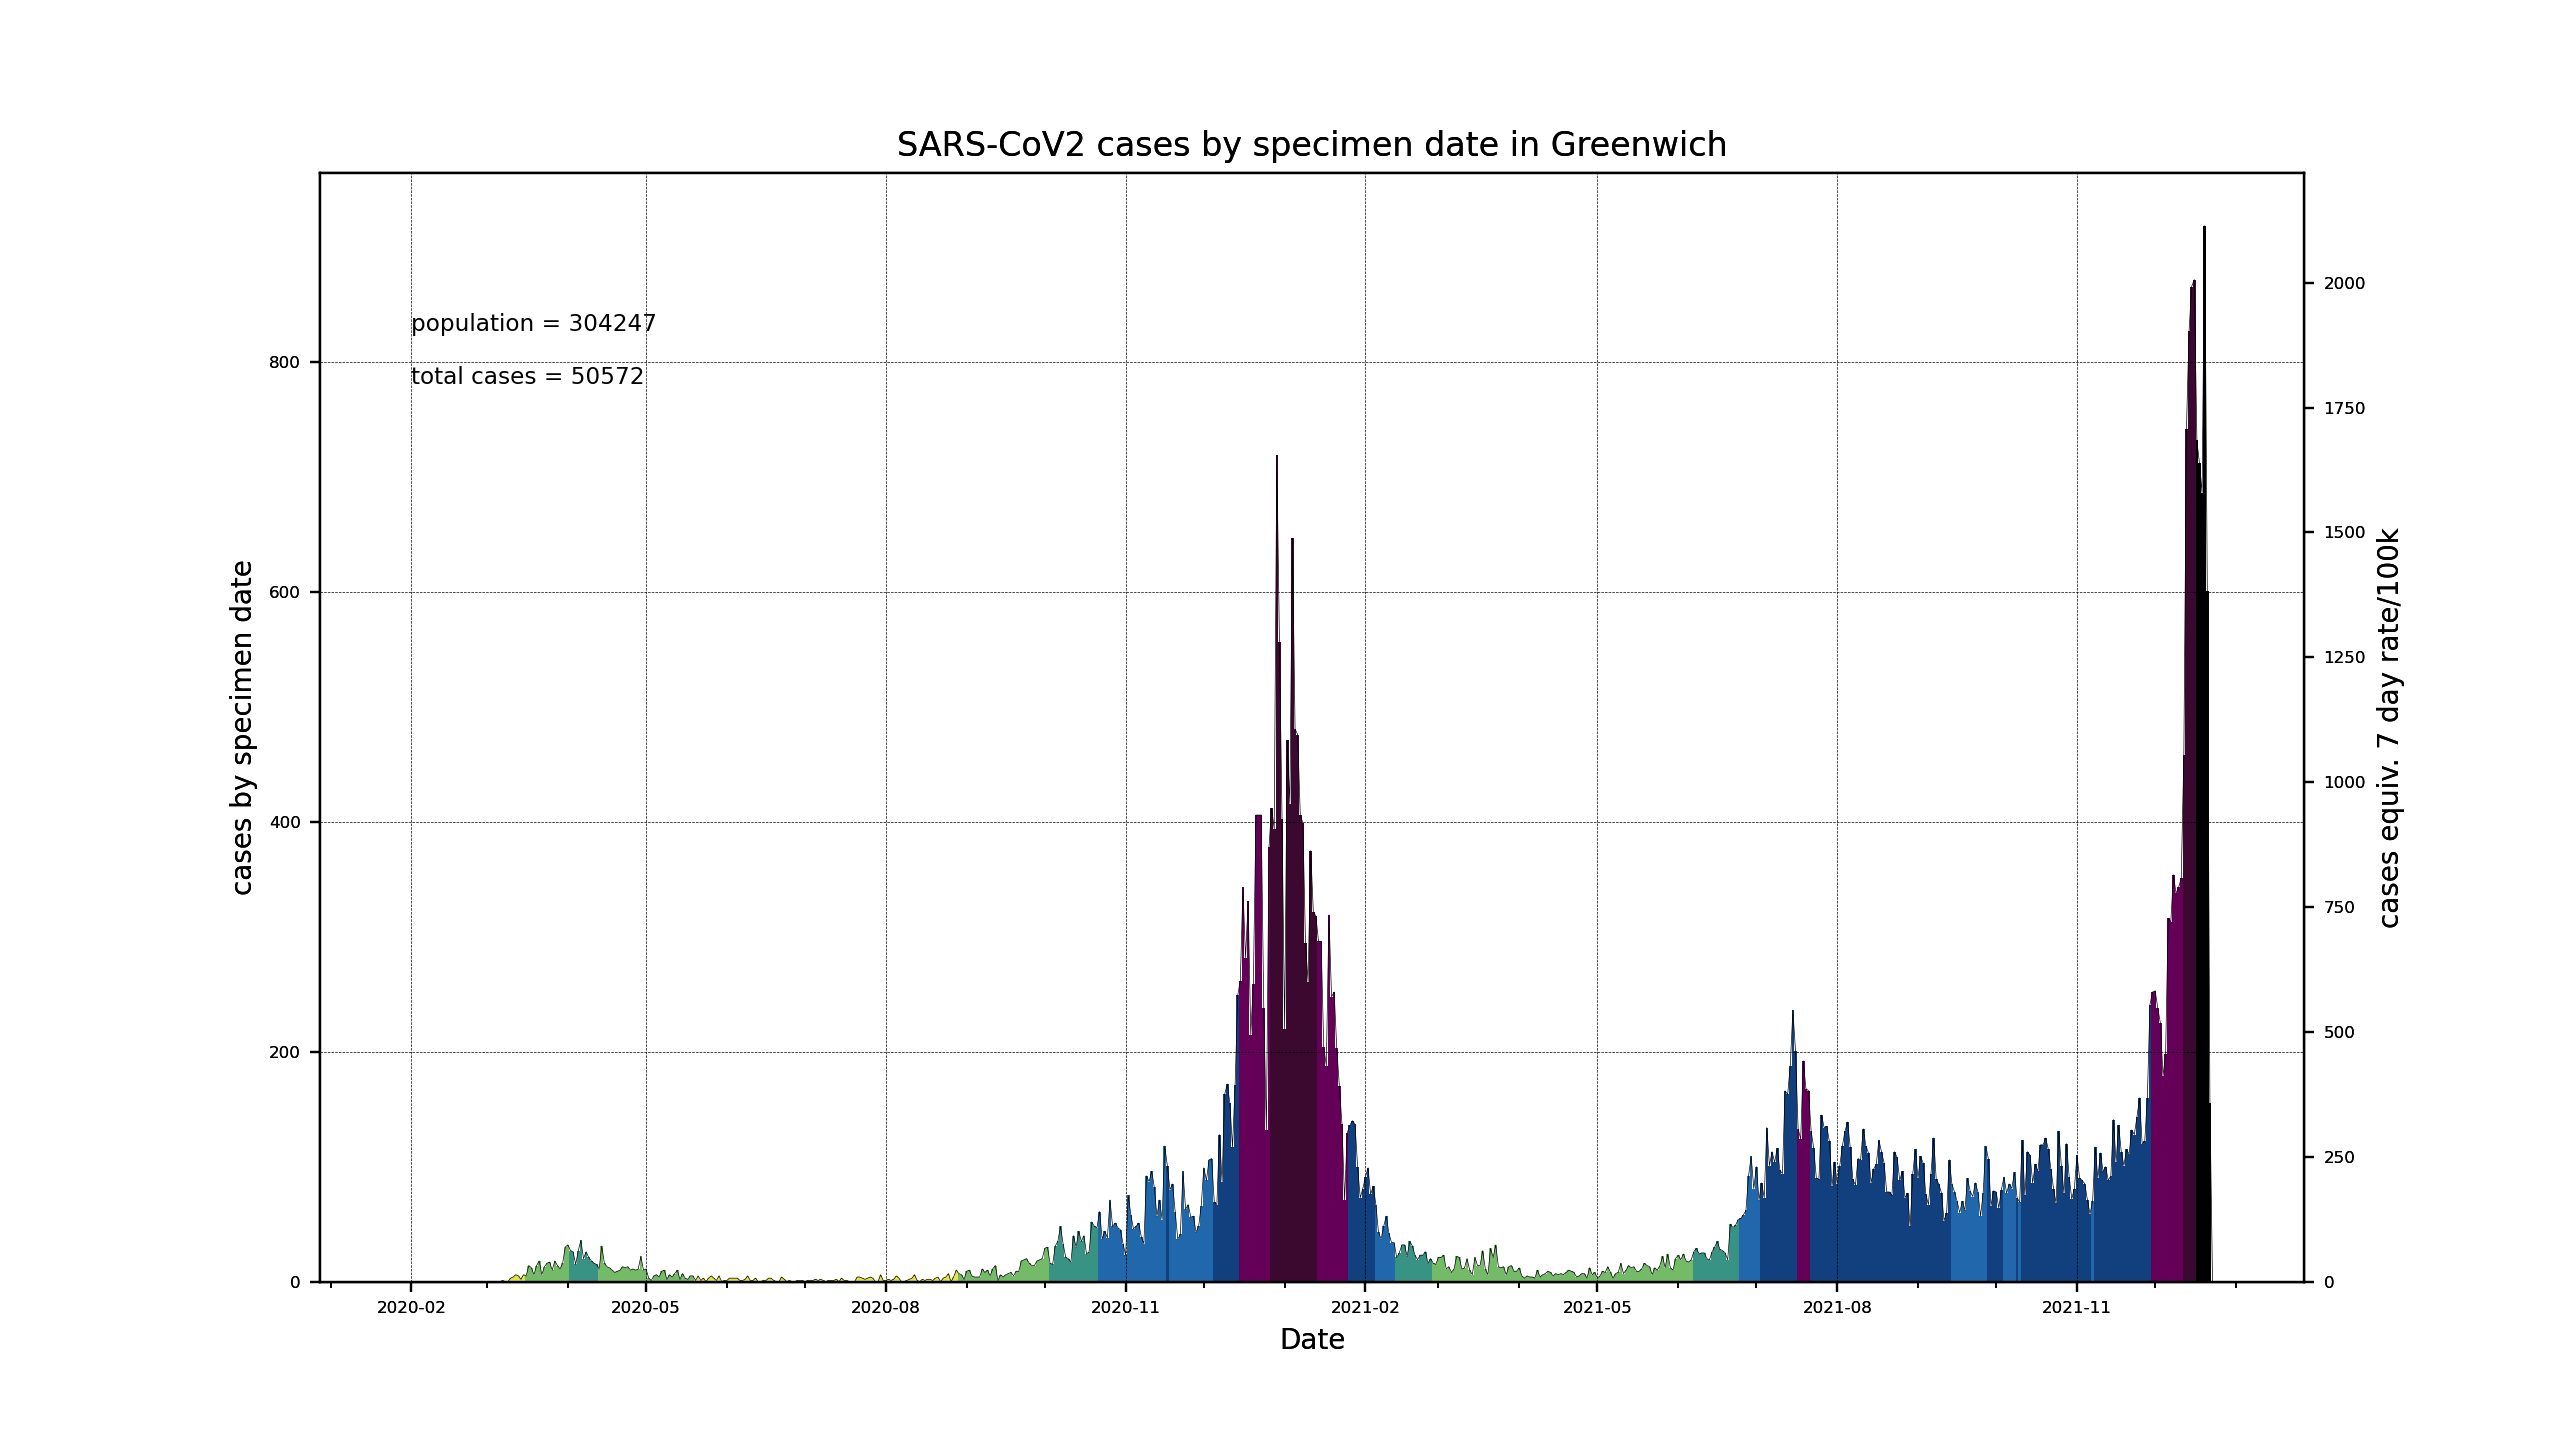 SARS-CoV2 cases by specimen date in Greenwich
population = 304247
total cases = 50572
cases by specimen date
800
600
400
200
0
2000
1750
1500
1250
1000
750
500
250
0
cases equiv. 7 day rate/100k
2020-02 2020-05 2020-08 2020-11 2021-02 2021-05 2021-08 2021-11
Date